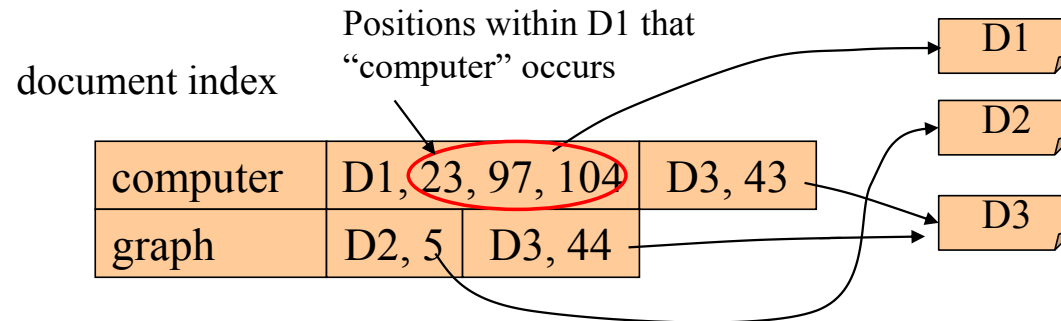 Positions within D1 that
“computer” occurs
document index
computer D1, 23, 97, 104 D3, 43
graph D2, 5 D3, 44
D1
D2
D3